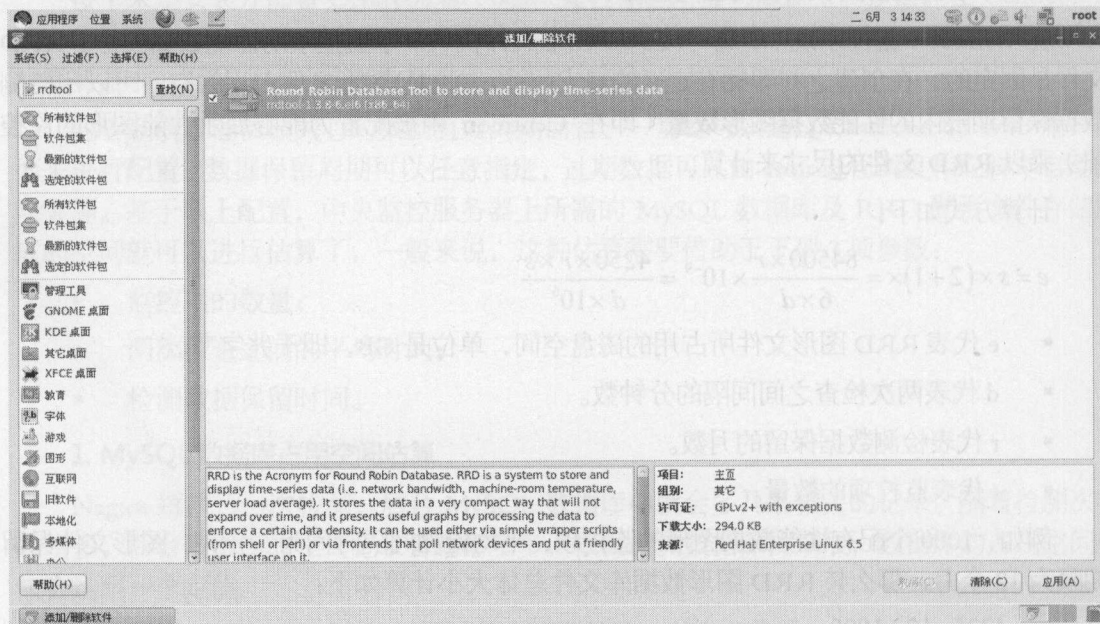 应用程序 位置 系统
二 6月 3 14:33
root
添加/删除软件
系统(S) 过滤(F) 选择(E) 帮助(H)
rrdtool
查找(N)
所有软件包
软件包集
最新的软件包
选定的软件包
所有软件包
软件包集
最新的软件包
选定的软件包
管理工具
GNOME 桌面
KDE 桌面
其它桌面
XFCE 桌面
教育
字体
游戏
图形
互联网
旧软件
本地化
多媒体
办公
Round Robin Database Tool to store and display time-series data
rrdtool-1.3.8-6.el6 (x86_64)
RRD is the Acronym for Round Robin Database. RRD is a system to store and
display time-series data (i.e. network bandwidth, machine-room temperature,
server load average). It stores the data in a very compact way that will not
expand over time, and it presents useful graphs by processing the data to
enforce a certain data density. It can be used either via simple wrapper scripts
(from shell or Perl) or via frontends that poll network devices and put a friendly
user interface on it.
项目: 主页
组别: 其它
许可证: GPLv2+ with exceptions
下载大小: 294.0 KB
来源: Red Hat Enterprise Linux 6.5
帮助(H)
清除(C)
应用(A)
添加/删除软件